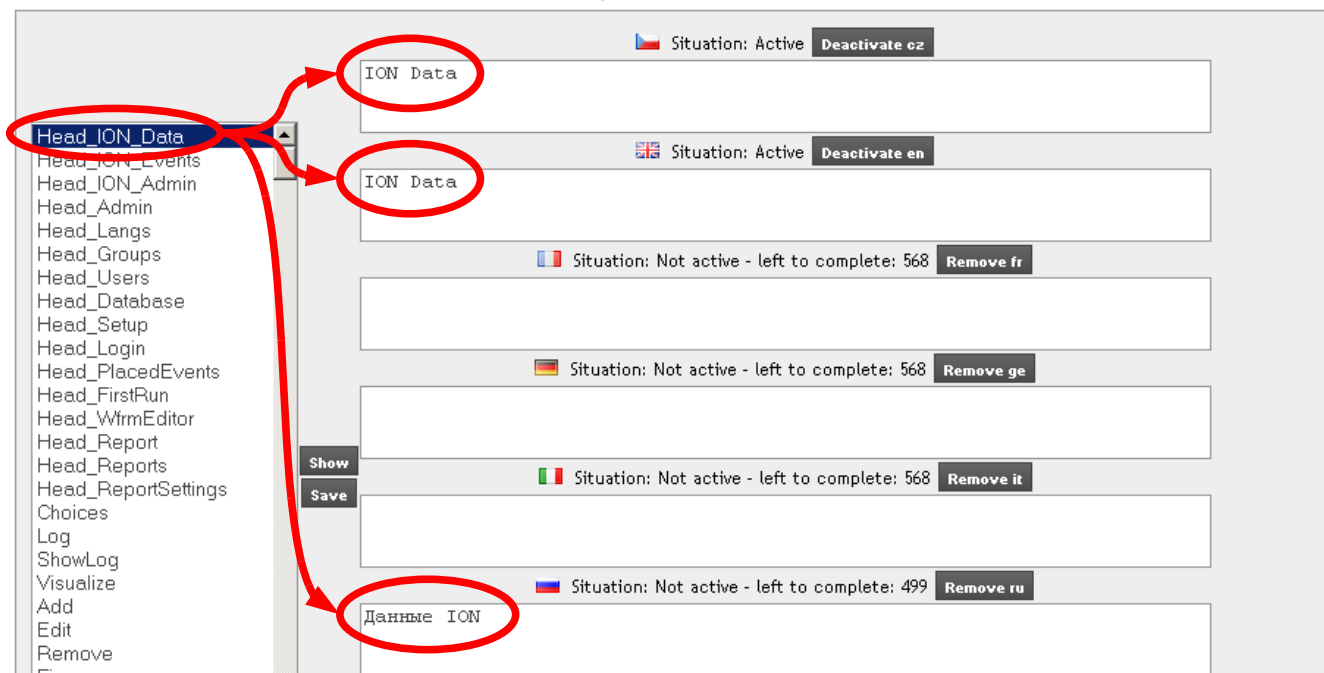 Situation: Active Deactivate cz
ION Data
Situation: Active Deactivate en
ION Data
Situation: Not active - left to complete: 568 Remove fr
Situation: Not active - left to complete: 568 Remove ge
Situation: Not active - left to complete: 568 Remove it
Situation: Not active - left to complete: 499 Remove ru
Данные ION
Head_ION_Data
Head_ION_Events
Head_ION_Admin
Head_Admin
Head_Langs
Head_Groups
Head_Users
Head_Database
Head_Setup
Head_Login
Head_PlacedEvents
Head_FirstRun
Head_WfrmEditor
Head_Report
Head_Reports
Head_ReportSettings
Choices
Log
ShowLog
Visualize
Add
Edit
Remove
Show
Save